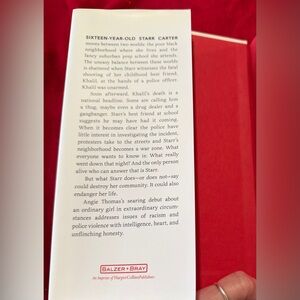 SIXTEEN-YEAR-OLD STARR CARTER
moves between two worlds: the poor black
neighborhood where she lives and the
fancy suburban prep school she attends.
The uneasy balance between these worlds
is shattered when Starr witnesses the fatal
shooting of her childhood best friend,
Khalil, at the hands of a police officer.
Khalil was unarmed.
Soon afterward, Khalil's death is a
national headline. Some are calling him
a thug, maybe even a drug dealer and a
gangbanger. Starr's best friend at school
suggests he may have had it coming.
When it becomes clear the police have
little interest in investigating the incident,
protesters take to the streets and Starr's
neighborhood becomes a war zone. What
everyone wants to know is: What really
went down that night? And the only person
alive who can answer that is Starr.
But what Starr does—or does not—say
could destroy her community. It could also
endanger her life.
Angie Thomas's searing debut about
an ordinary girl in extraordinary circum-
stances addresses issues of racism and
police violence with intelligence, heart, and
unflinching honesty.
BALZER + BRAY
An Imprint of HarperCollinsPublishers